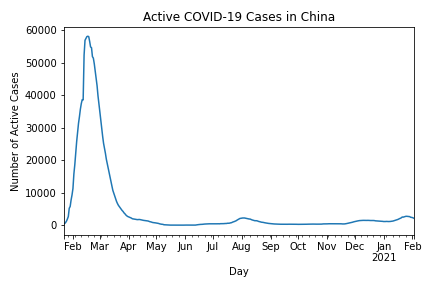 Active COVID-19 Cases in China
Number of Active Cases
60000
50000
40000
30000
20000
10000
0
Feb Mar Apr May Jun Jul Aug Sep Oct Nov Dec Jan Feb
2021
Day